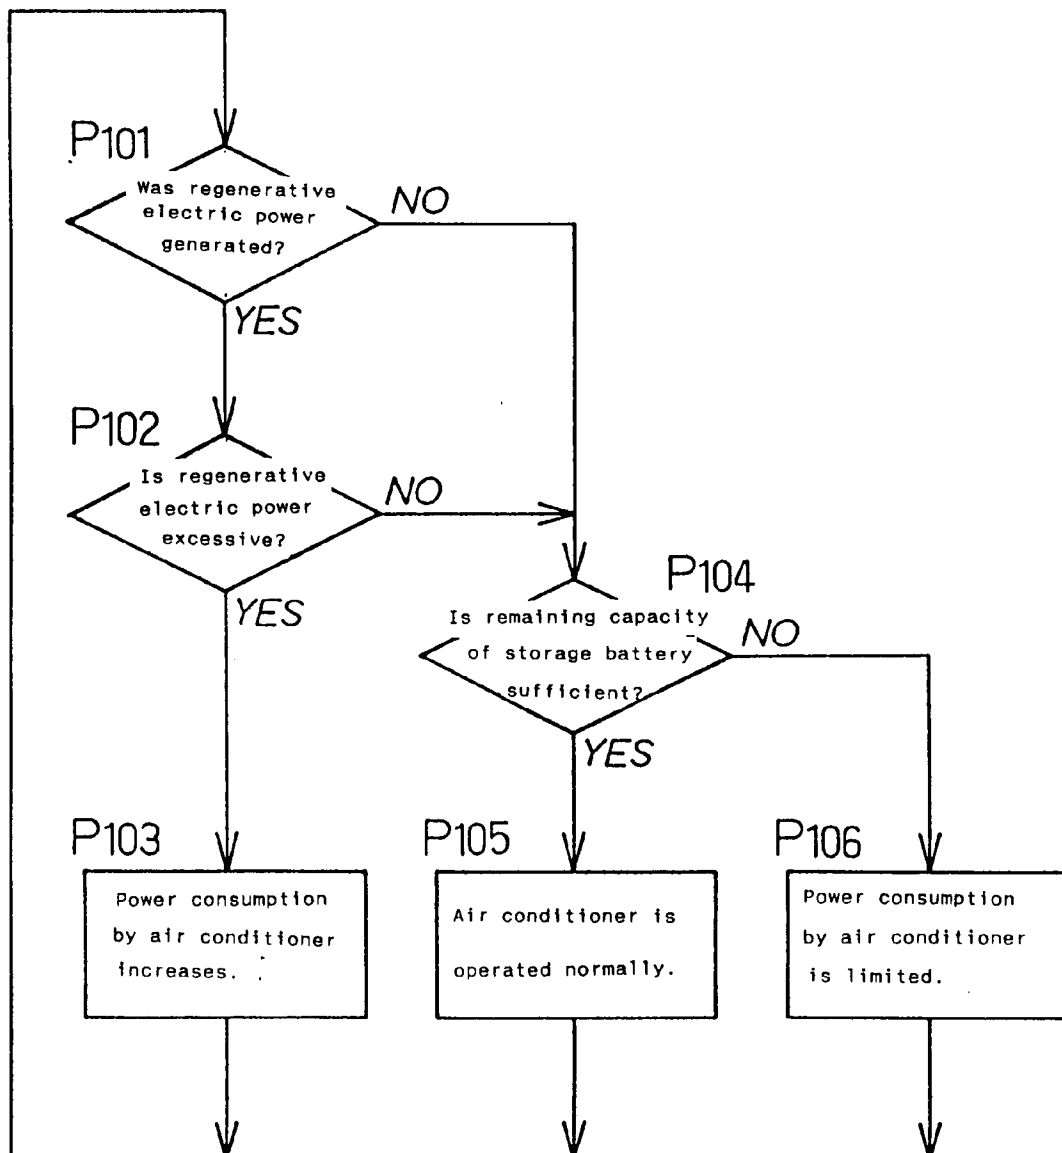 P101
Was regenerative
electric power
generated?
NO
YES
P102
Is regenerative
electric power
excessive?
NO
YES
P104
Is remaining capacity
of storage battery
sufficient?
NO
YES
P103
Power consumption
by air conditioner
increases.
P105
Air conditioner is
operated normally.
P106
Power consumption
by air conditioner
is limited.